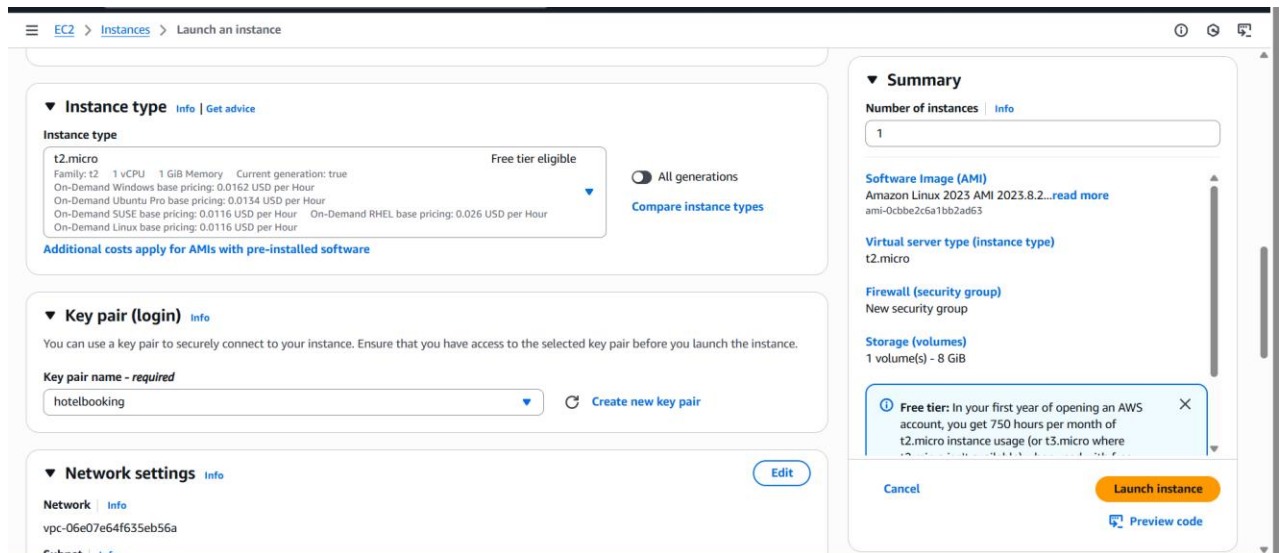 EC2 > Instances > Launch an instance
Instance type Info | Get advice
Instance type
t2.micro Free tier eligible
Family: t2 1 vCPU 1 GiB Memory Current generation: true
On-Demand Windows base pricing: 0.0162 USD per Hour
On-Demand Ubuntu Pro base pricing: 0.0134 USD per Hour
On-Demand SUSE base pricing: 0.0116 USD per Hour On-Demand RHEL base pricing: 0.026 USD per Hour
On-Demand Linux base pricing: 0.0116 USD per Hour
All generations
Compare instance types
Additional costs apply for AMIs with pre-installed software
Key pair (login) Info
You can use a key pair to securely connect to your instance. Ensure that you have access to the selected key pair before you launch the instance.
Key pair name - required
hotelbooking
Create new key pair
Network settings Info
Edit
Network Info
vpc-06e07e64f635eb56a
Summary
Number of instances Info
1
Software Image (AMI)
Amazon Linux 2023 AMI 2023.8.2...read more
ami-0cbbe2c6a1bb2ad63
Virtual server type (instance type)
t2.micro
Firewall (security group)
New security group
Storage (volumes)
1 volume(s) - 8 GiB
Free tier: In your first year of opening an AWS
account, you get 750 hours per month of
t2.micro instance usage (or t3.micro where
Cancel
Launch instance
Preview code